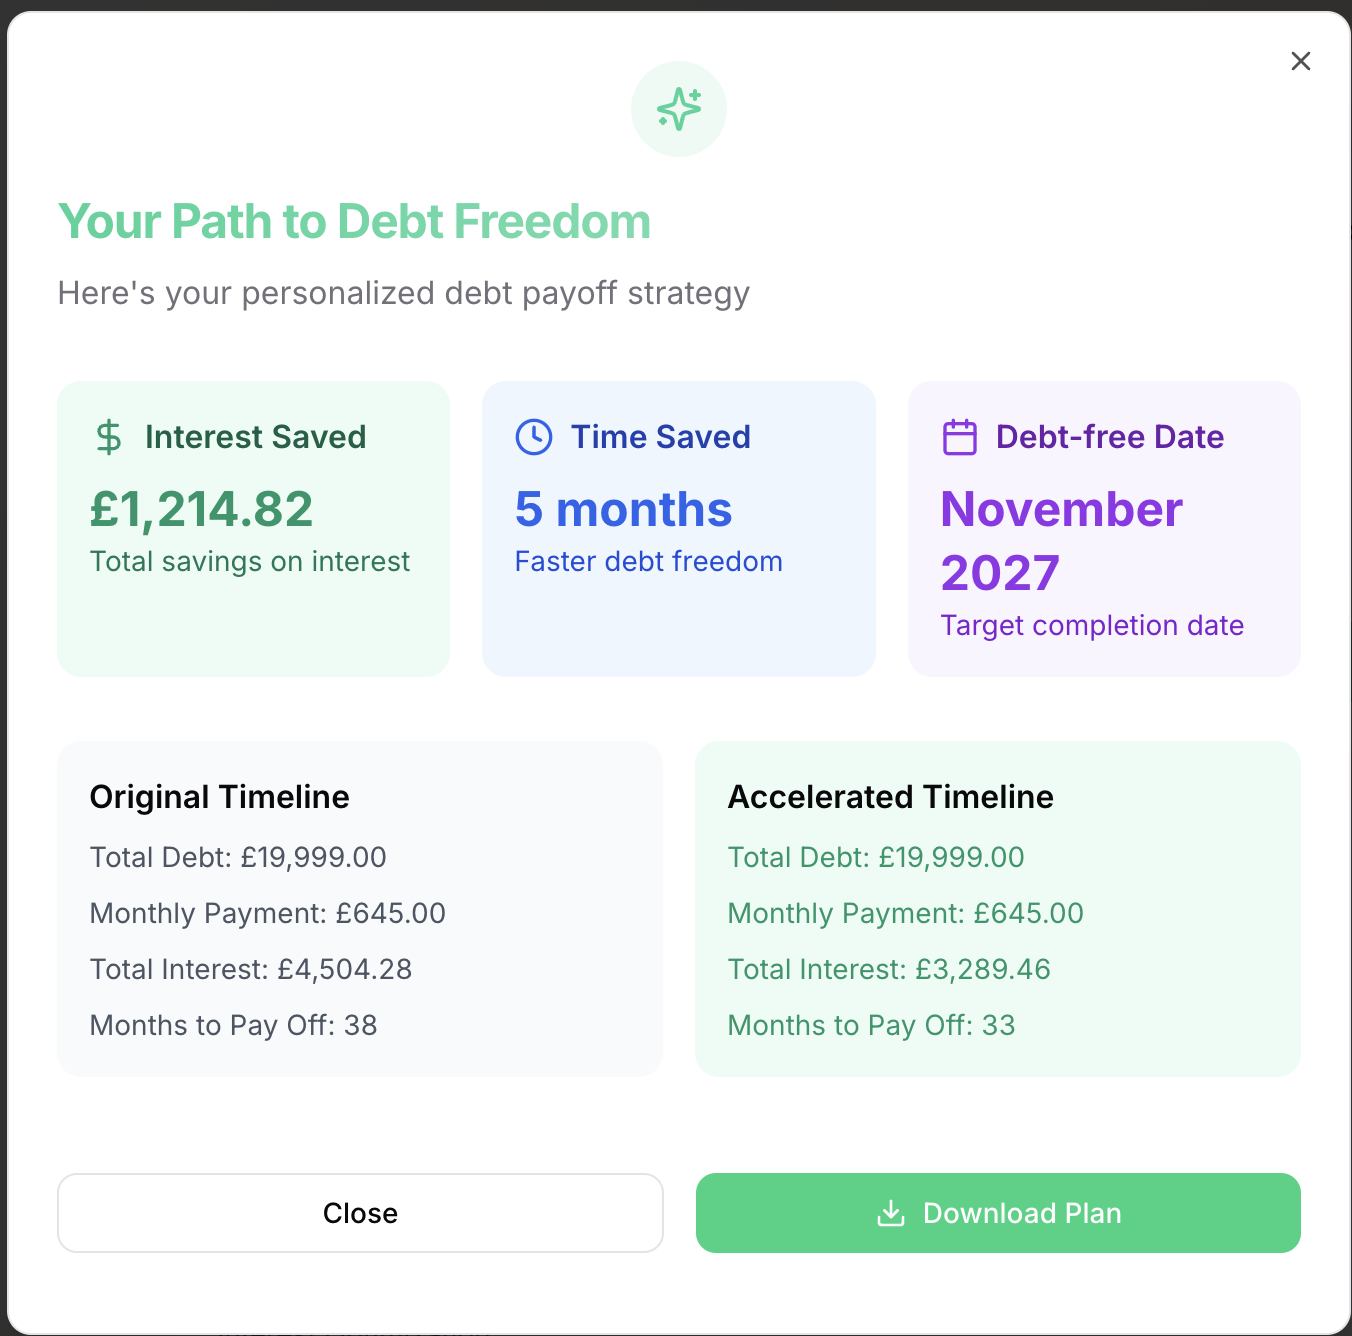 Your Path to Debt Freedom
Here's your personalized debt payoff strategy
Interest Saved
£1,214.82
Total savings on interest
Time Saved
5 months
Faster debt freedom
Debt-free Date
November
2027
Target completion date
Original Timeline
Total Debt: £19,999.00
Monthly Payment: £645.00
Total Interest: £4,504.28
Months to Pay Off: 38
Accelerated Timeline
Total Debt: £19,999.00
Monthly Payment: £645.00
Total Interest: £3,289.46
Months to Pay Off: 33
Close
Download Plan